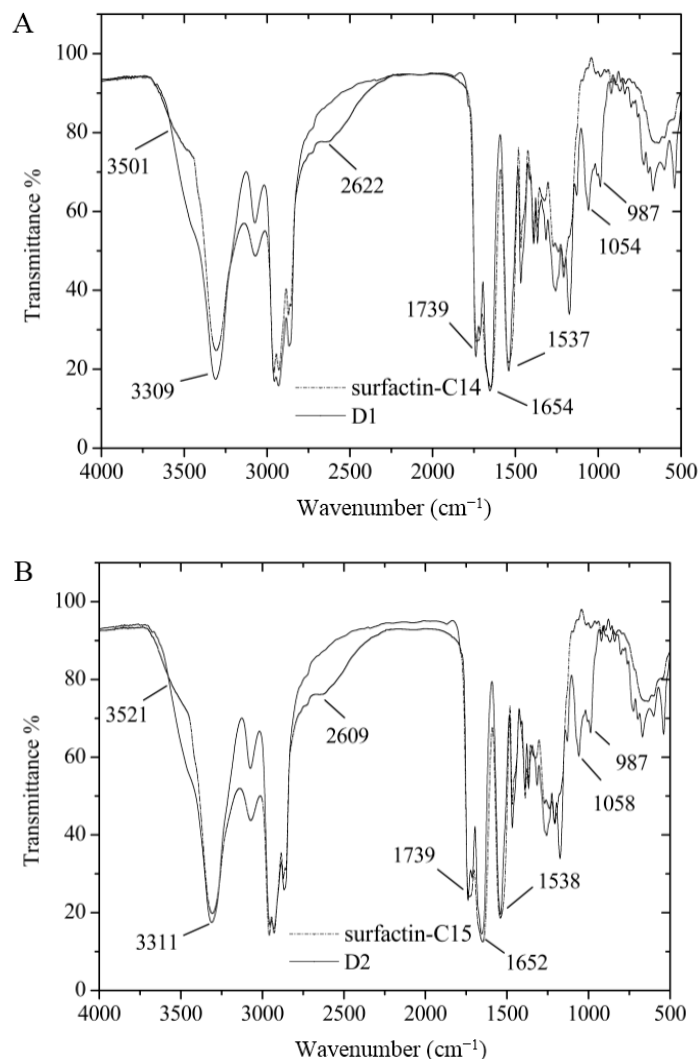 A
Transmittance %
100
80
60
40
20
0
3501
3309
2622
1739
1654
1537
1054
987
surfactin-C14
D1
4000 3500 3000 2500 2000 1500 1000 500
Wavenumber (cm⁻¹)
B
Transmittance %
100
80
60
40
20
0
3521
3311
2609
1739
1652
1538
1058
987
surfactin-C15
D2
4000 3500 3000 2500 2000 1500 1000 500
Wavenumber (cm⁻¹)